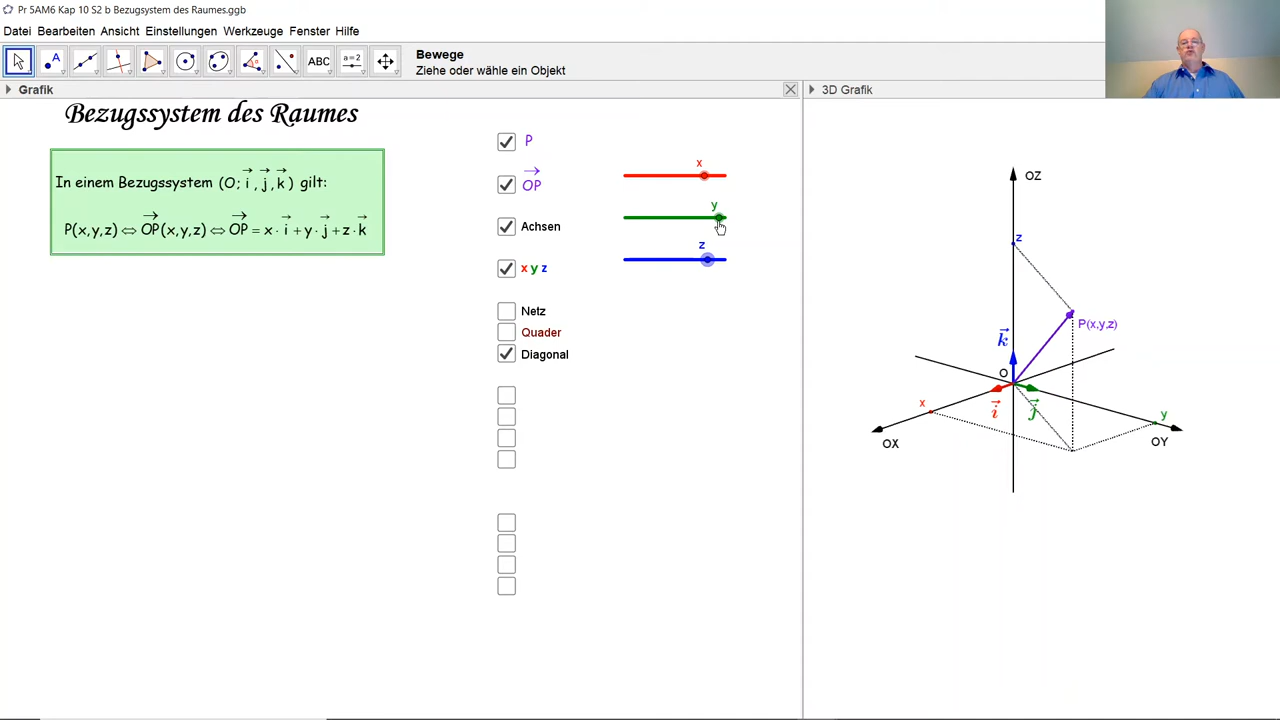 Pr 5AM6 Kap 10 S2 b Bezugsystem des Raumes.ggb
Datei Bearbeiten Ansicht Einstellungen Werkzeuge Fenster Hilfe
A
ABC
a=2
Bewege
Ziehe oder wähle ein Objekt
Grafik
3D Grafik
Bezugssystem des Raumes
In einem Bezugssystem (O; i⃗, j⃗, k⃗) gilt:
P(x,y,z) ⇔ OP⃗(x,y,z) ⇔ OP⃗ = x · i⃗ + y · j⃗ + z · k⃗
P
OP⃗
Achsen
x y z
Netz
Quader
Diagonal
x
y
z
OZ
z
P(x,y,z)
k⃗
O
x
i⃗
j⃗
y
OX
OY